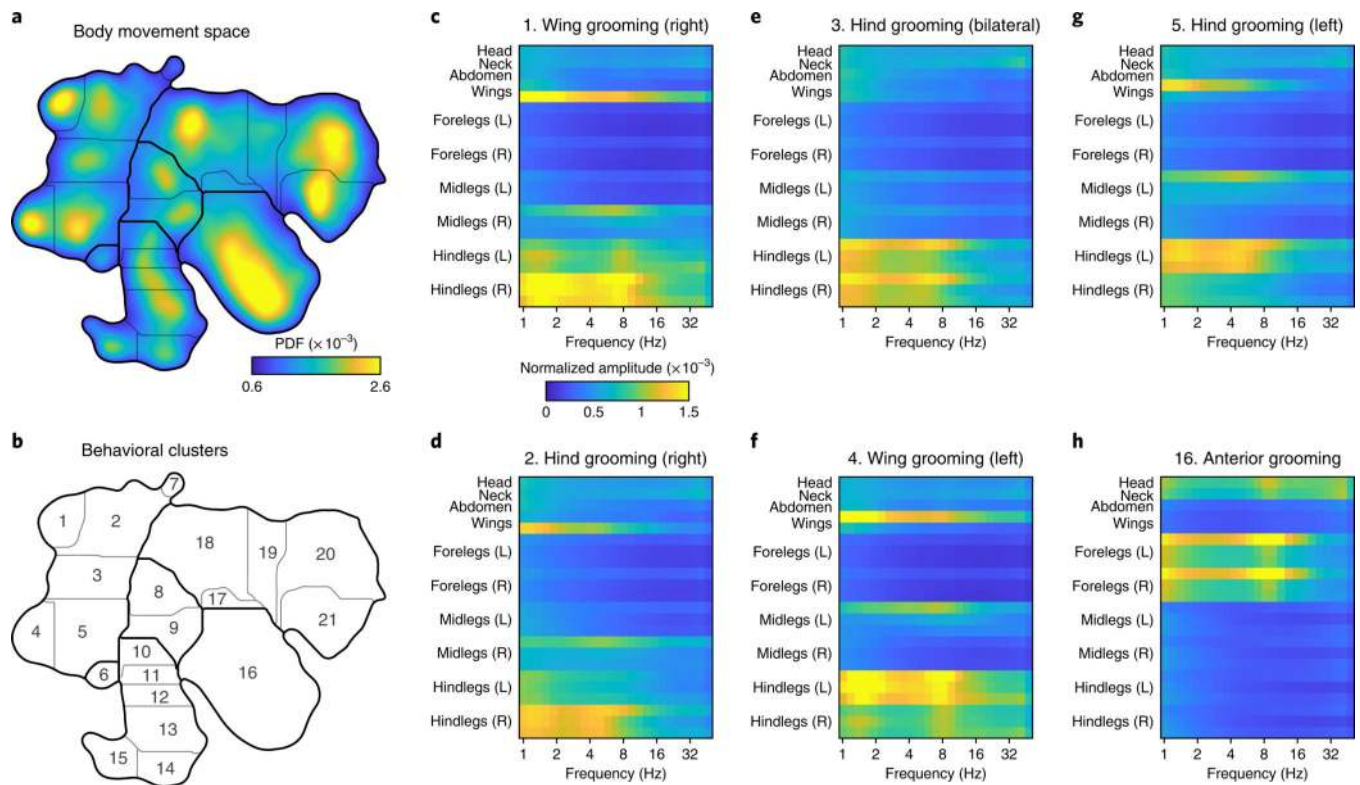 a
Body movement space
PDF (×10⁻³)
0.6
2.6
b
Behavioral clusters
1
2
3
4
5
6
7
8
9
10
11
12
13
14
15
16
17
18
19
20
21
c
1. Wing grooming (right)
Head
Neck
Abdomen
Wings
Forelegs (L)
Forelegs (R)
Midlegs (L)
Midlegs (R)
Hindlegs (L)
Hindlegs (R)
1 2 4 8 16 32
Frequency (Hz)
Normalized amplitude (×10⁻³)
0 0.5 1 1.5
d
2. Hind grooming (right)
Head
Neck
Abdomen
Wings
Forelegs (L)
Forelegs (R)
Midlegs (L)
Midlegs (R)
Hindlegs (L)
Hindlegs (R)
1 2 4 8 16 32
Frequency (Hz)
e
3. Hind grooming (bilateral)
Head
Neck
Abdomen
Wings
Forelegs (L)
Forelegs (R)
Midlegs (L)
Midlegs (R)
Hindlegs (L)
Hindlegs (R)
1 2 4 8 16 32
Frequency (Hz)
f
4. Wing grooming (left)
Head
Neck
Abdomen
Wings
Forelegs (L)
Forelegs (R)
Midlegs (L)
Midlegs (R)
Hindlegs (L)
Hindlegs (R)
1 2 4 8 16 32
Frequency (Hz)
g
5. Hind grooming (left)
Head
Neck
Abdomen
Wings
Forelegs (L)
Forelegs (R)
Midlegs (L)
Midlegs (R)
Hindlegs (L)
Hindlegs (R)
1 2 4 8 16 32
Frequency (Hz)
h
16. Anterior grooming
Head
Neck
Abdomen
Wings
Forelegs (L)
Forelegs (R)
Midlegs (L)
Midlegs (R)
Hindlegs (L)
Hindlegs (R)
1 2 4 8 16 32
Frequency (Hz)